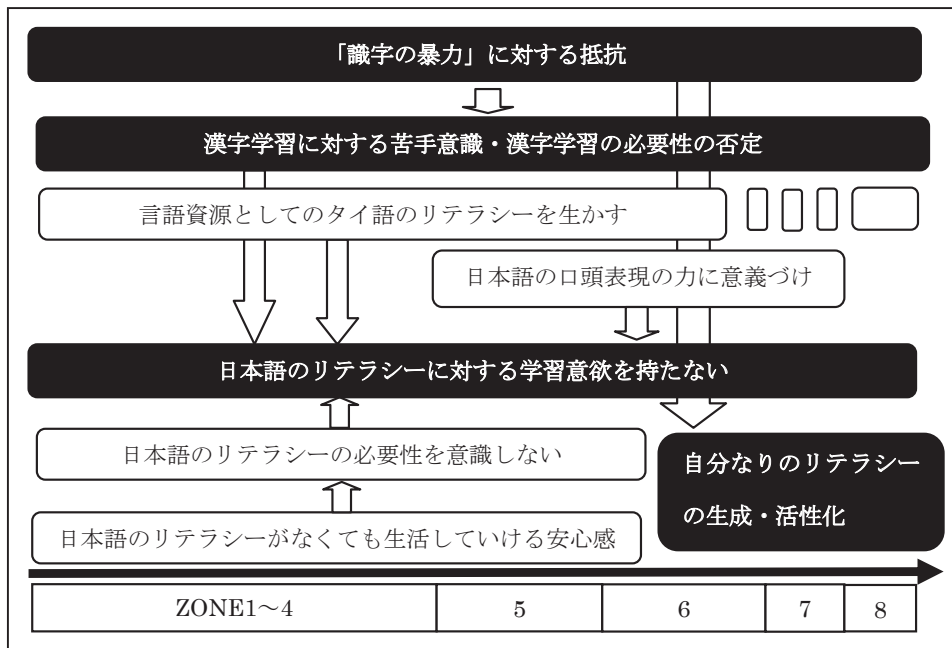 「識字の暴力」に対する抵抗
漢字学習に対する苦手意識・漢字学習の必要性の否定
言語資源としてのタイ語のリテラシーを生かす
日本語の口頭表現の力に意義づけ
日本語のリテラシーに対する学習意欲を持たない
日本語のリテラシーの必要性を意識しない
自分なりのリテラシー
の生成・活性化
日本語のリテラシーがなくても生活していける安心感
ZONE1～4 5 6 7 8